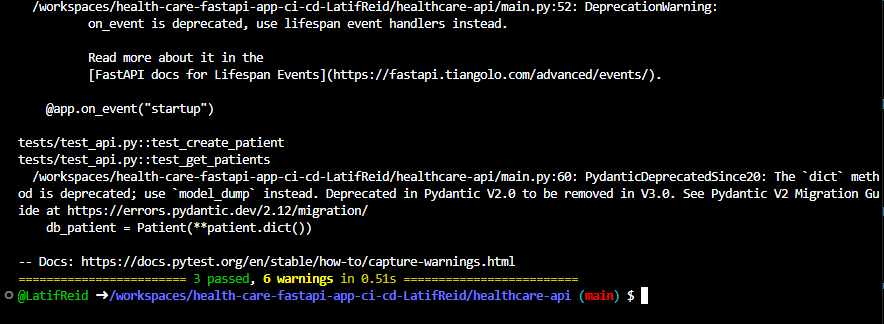 /workspaces/health-care-fastapi-app-ci-cd-LatifReid/healthcare-api/main.py:52: DeprecationWarning:
on_event is deprecated, use lifespan event handlers instead.
Read more about it in the
[FastAPI docs for Lifespan Events](https://fastapi.tiangolo.com/advanced/events/).
@app.on_event("startup")
tests/test_api.py::test_create_patient
tests/test_api.py::test_get_patients
/workspaces/health-care-fastapi-app-ci-cd-LatifReid/healthcare-api/main.py:60: PydanticDeprecatedSince20: The `dict` meth
od is deprecated; use `model_dump` instead. Deprecated in Pydantic V2.0 to be removed in V3.0. See Pydantic V2 Migration Gu
ide at https://errors.pydantic.dev/2.12/migration/
db_patient = Patient(**patient.dict())
-- Docs: https://docs.pytest.org/en/stable/how-to/capture-warnings.html
======================== 3 passed, 6 warnings in 0.51s =========================
@LatifReid ➜/workspaces/health-care-fastapi-app-ci-cd-LatifReid/healthcare-api (main) $